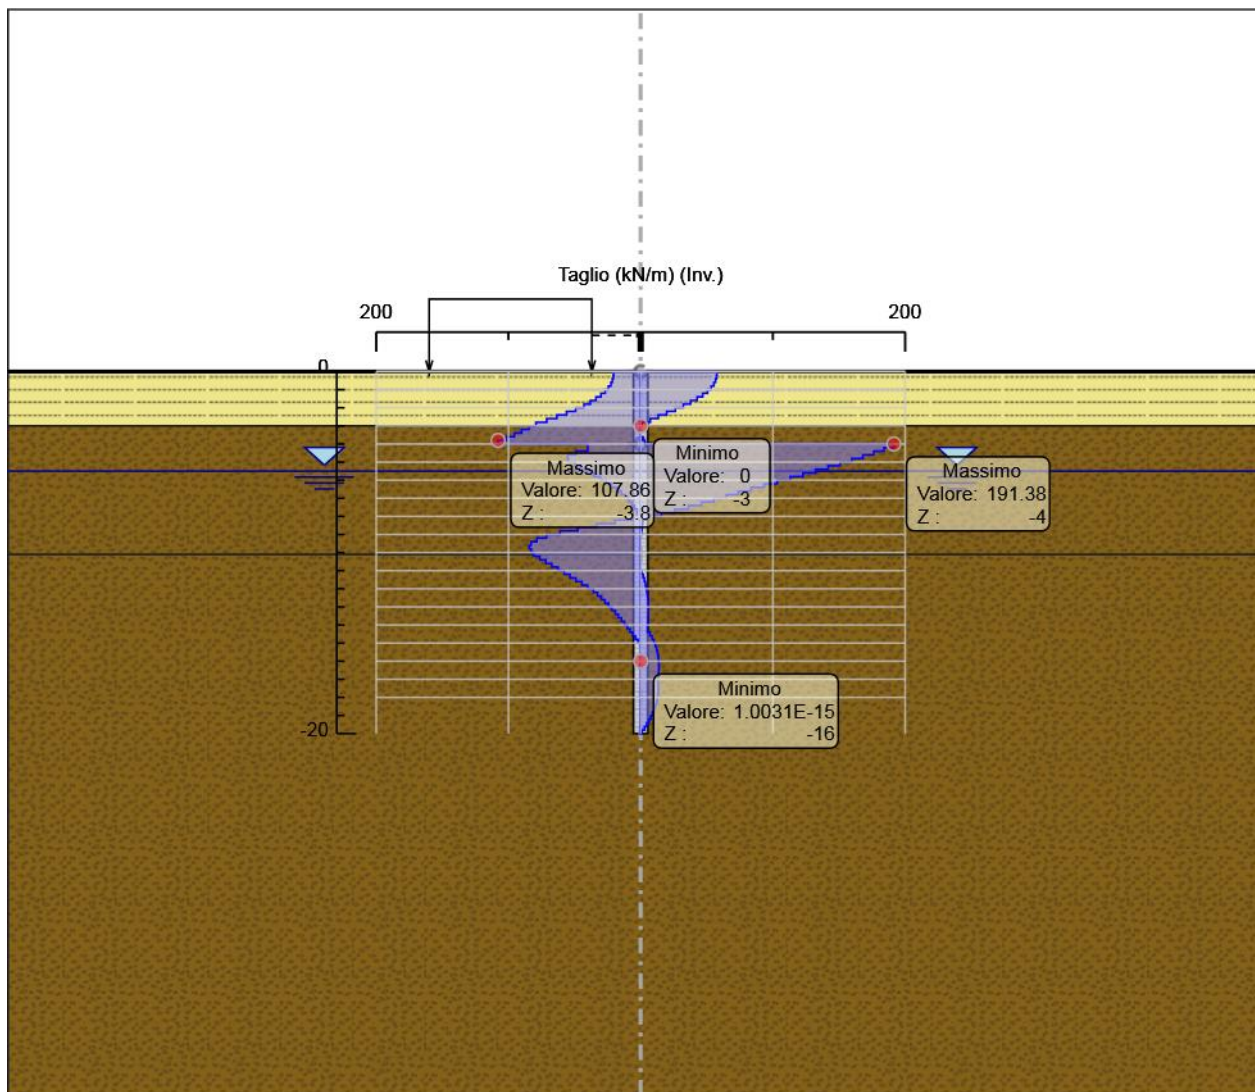 Taglio (kN/m) (Inv.)
200
200
0
Minimo
Valore: 0
Z : -3
Massimo
Valore: 107.86
Z : -3.8
Massimo
Valore: 191.38
Z : -4
Minimo
Valore: 1.0031E-15
Z : -16
-20